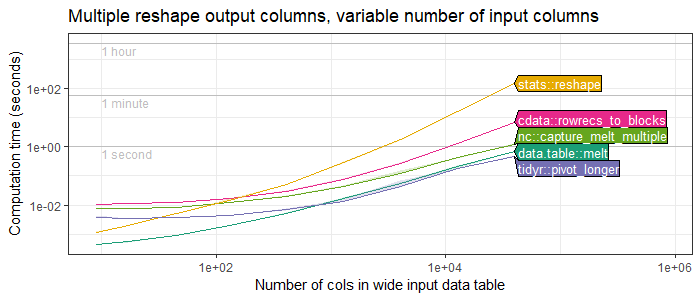 Multiple reshape output columns, variable number of input columns
Computation time (seconds)
1 hour
1e+02
1 minute
1e+00
1 second
1e-02
stats::reshape
cdata::rowrecs_to_blocks
nc::capture_melt_multiple
data.table::melt
tidyr::pivot_longer
1e+02
1e+04
1e+06
Number of cols in wide input data table